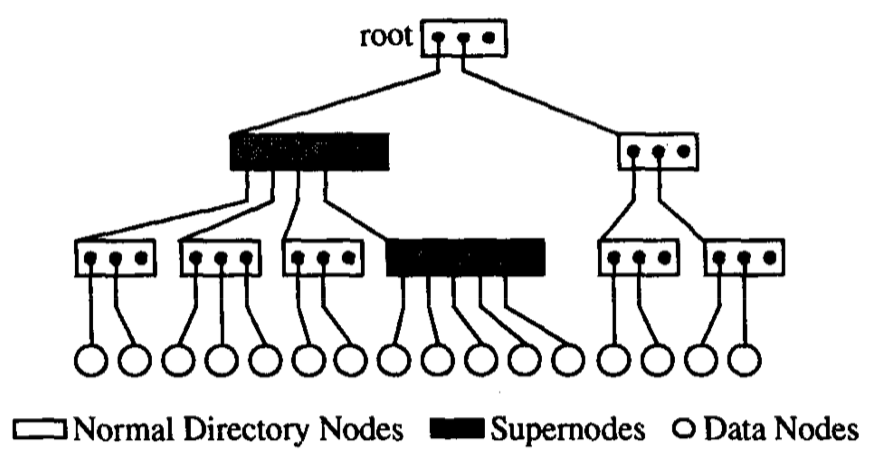 root
Normal Directory Nodes Supernodes Data Nodes